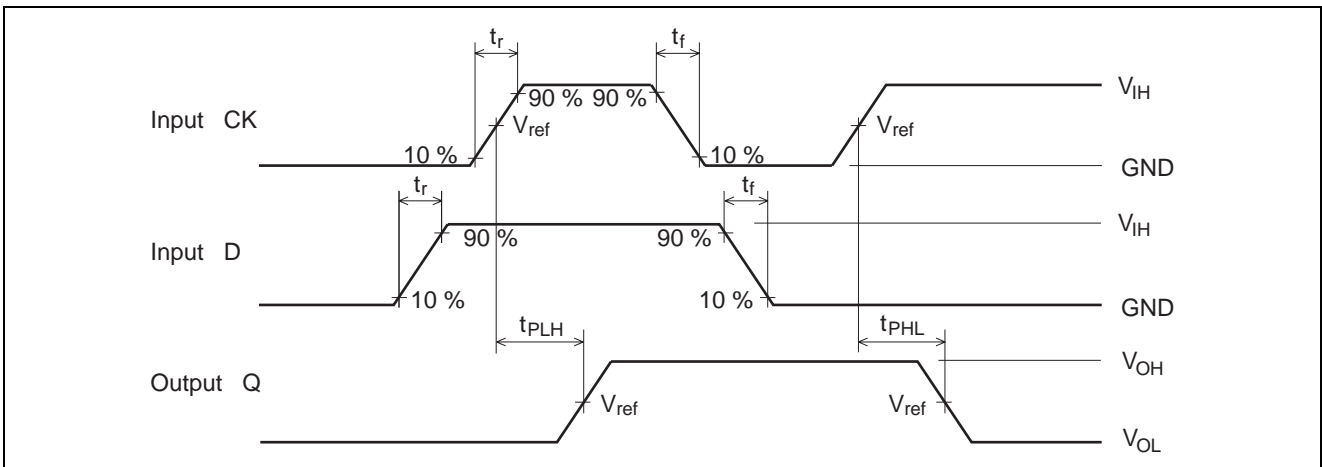 tr tf
Input CK 90 % 90 % VIH
Vref Vref
10 % 10 % GND
tr tf
VIH
Input D 90 % 90 %
10 % 10 % GND
tPLH tPHL
VOH
Output Q Vref Vref
VOL